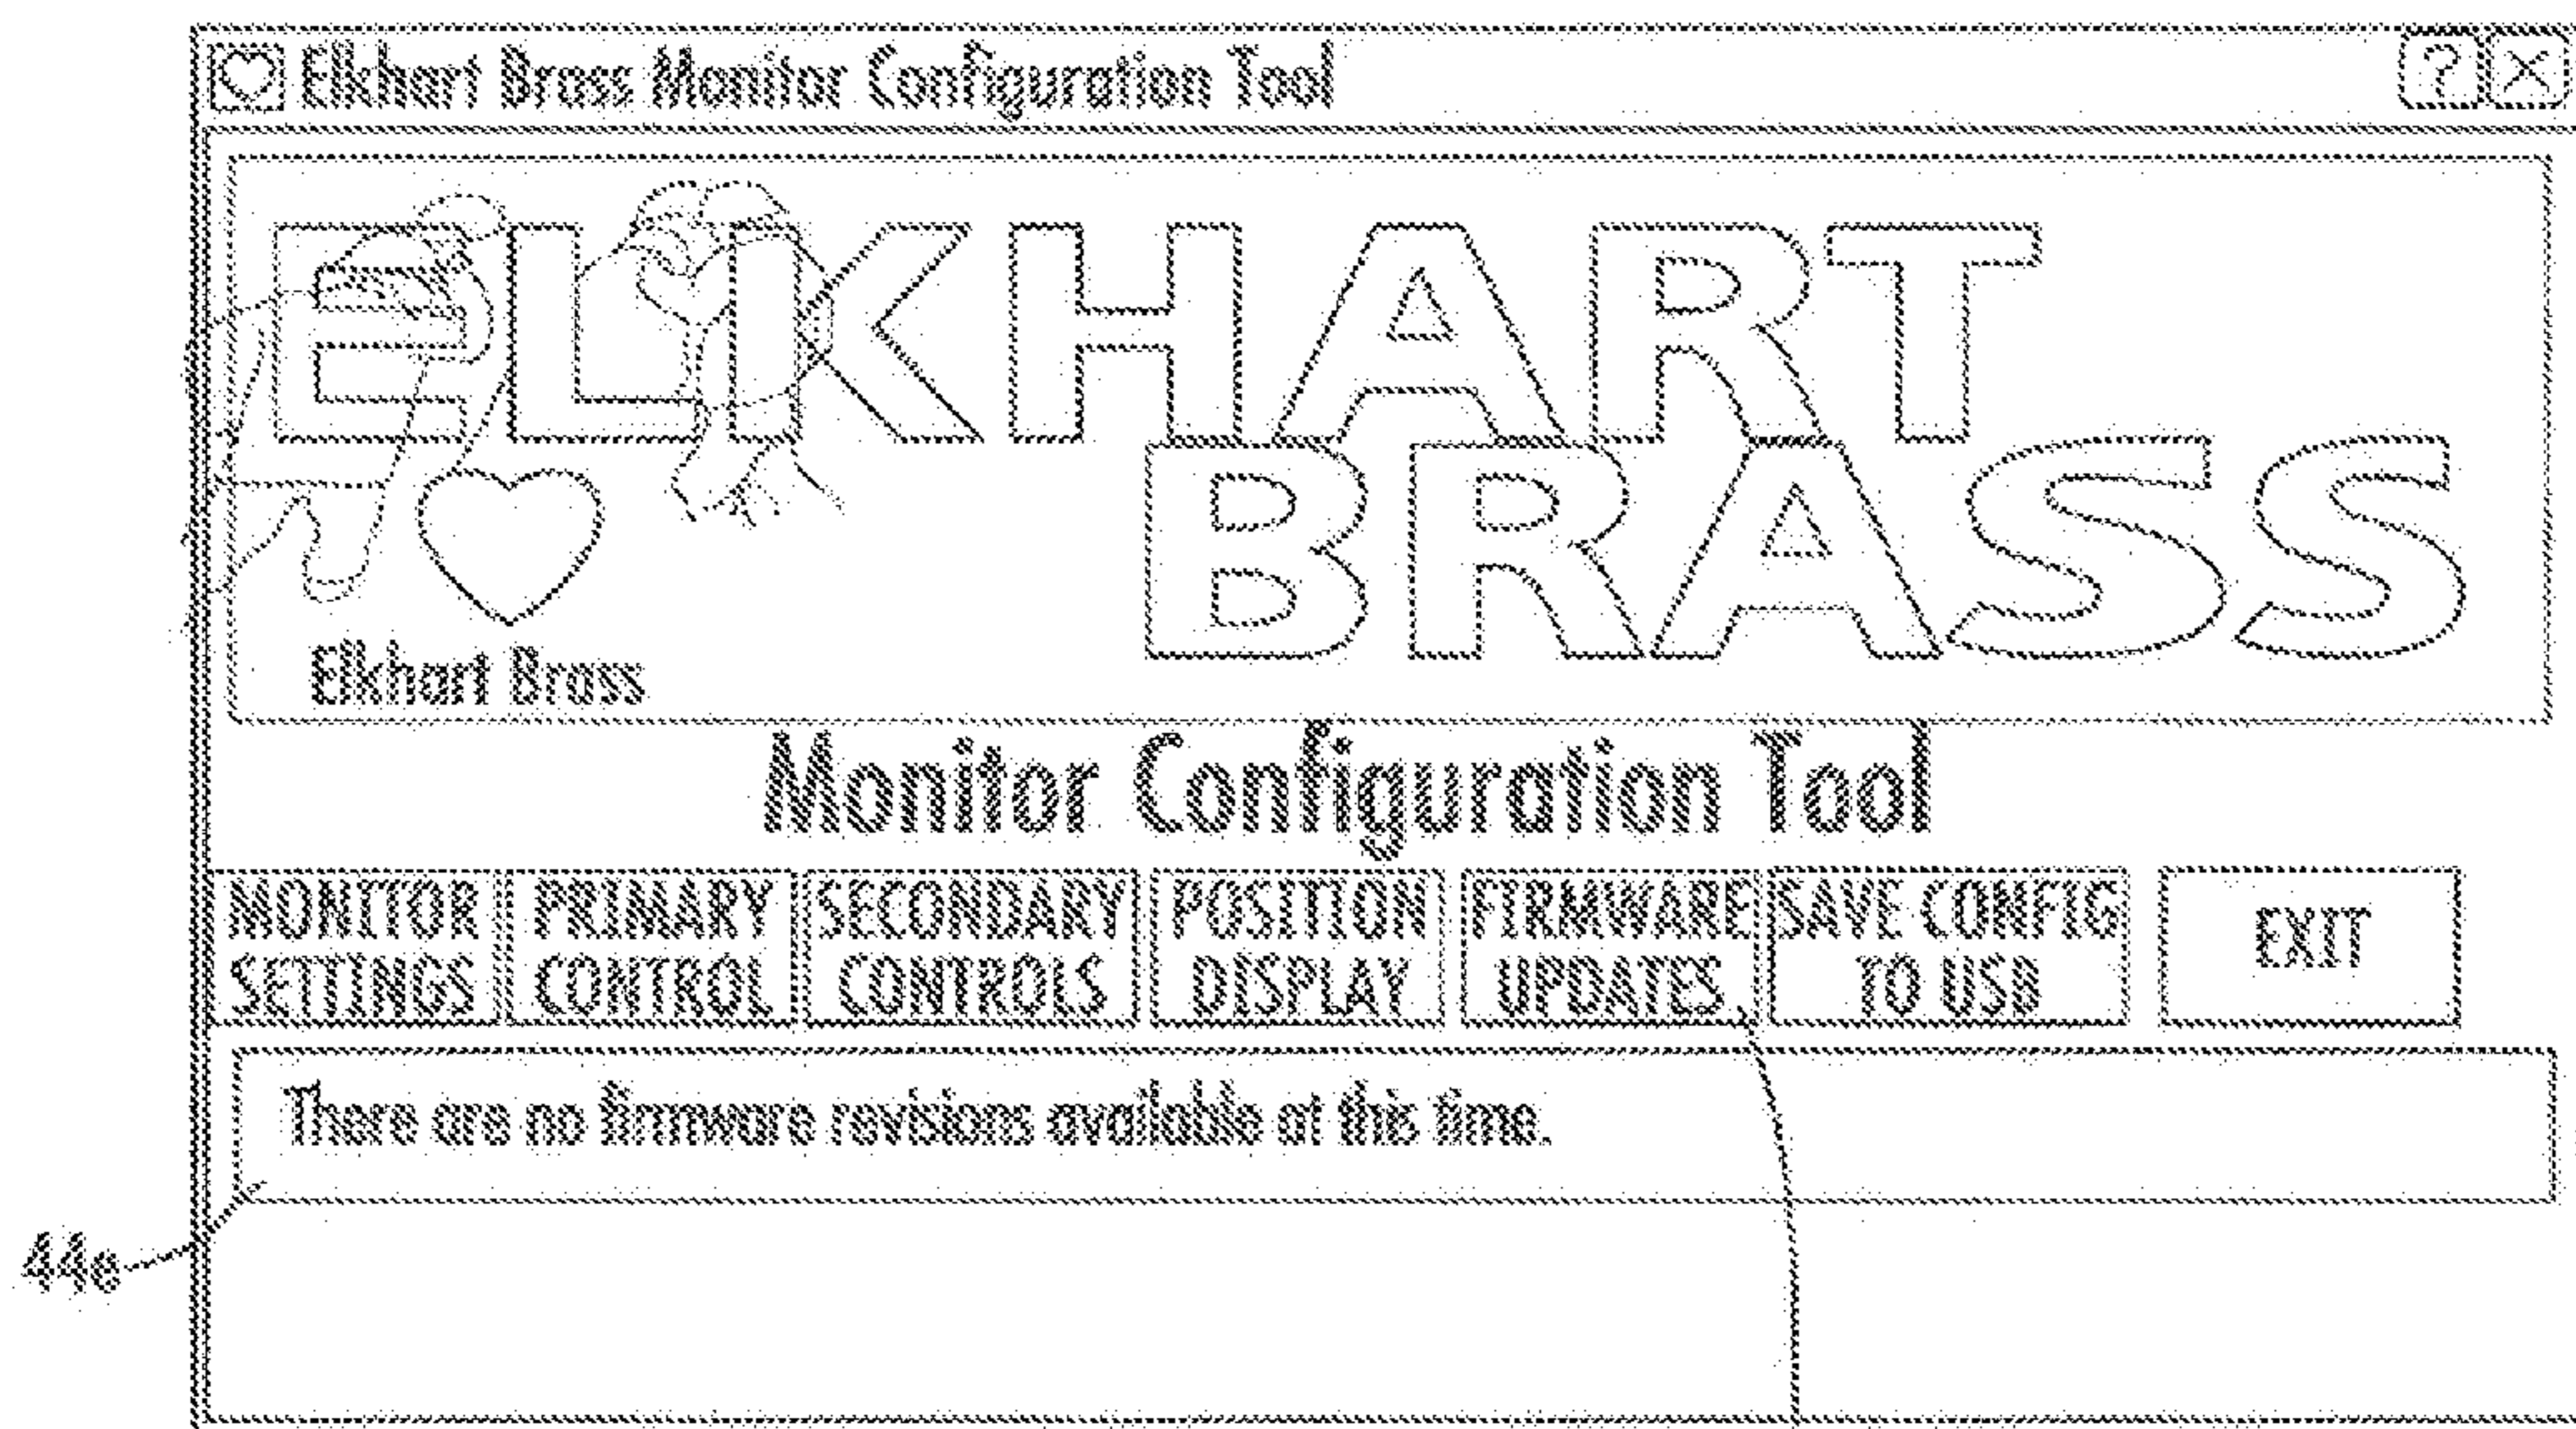 Elkhart Brass Monitor Configuration Tool ? X
ELKHART
BRASS
Elkhart Brass
Monitor Configuration Tool
MONITOR SETTINGS
PRIMARY CONTROL
SECONDARY CONTROLS
POSITION DISPLAY
FIRMWARE UPDATES
SAVE CONFIG TO USB
EXIT
There are no firmware revisions available at this time.
44e